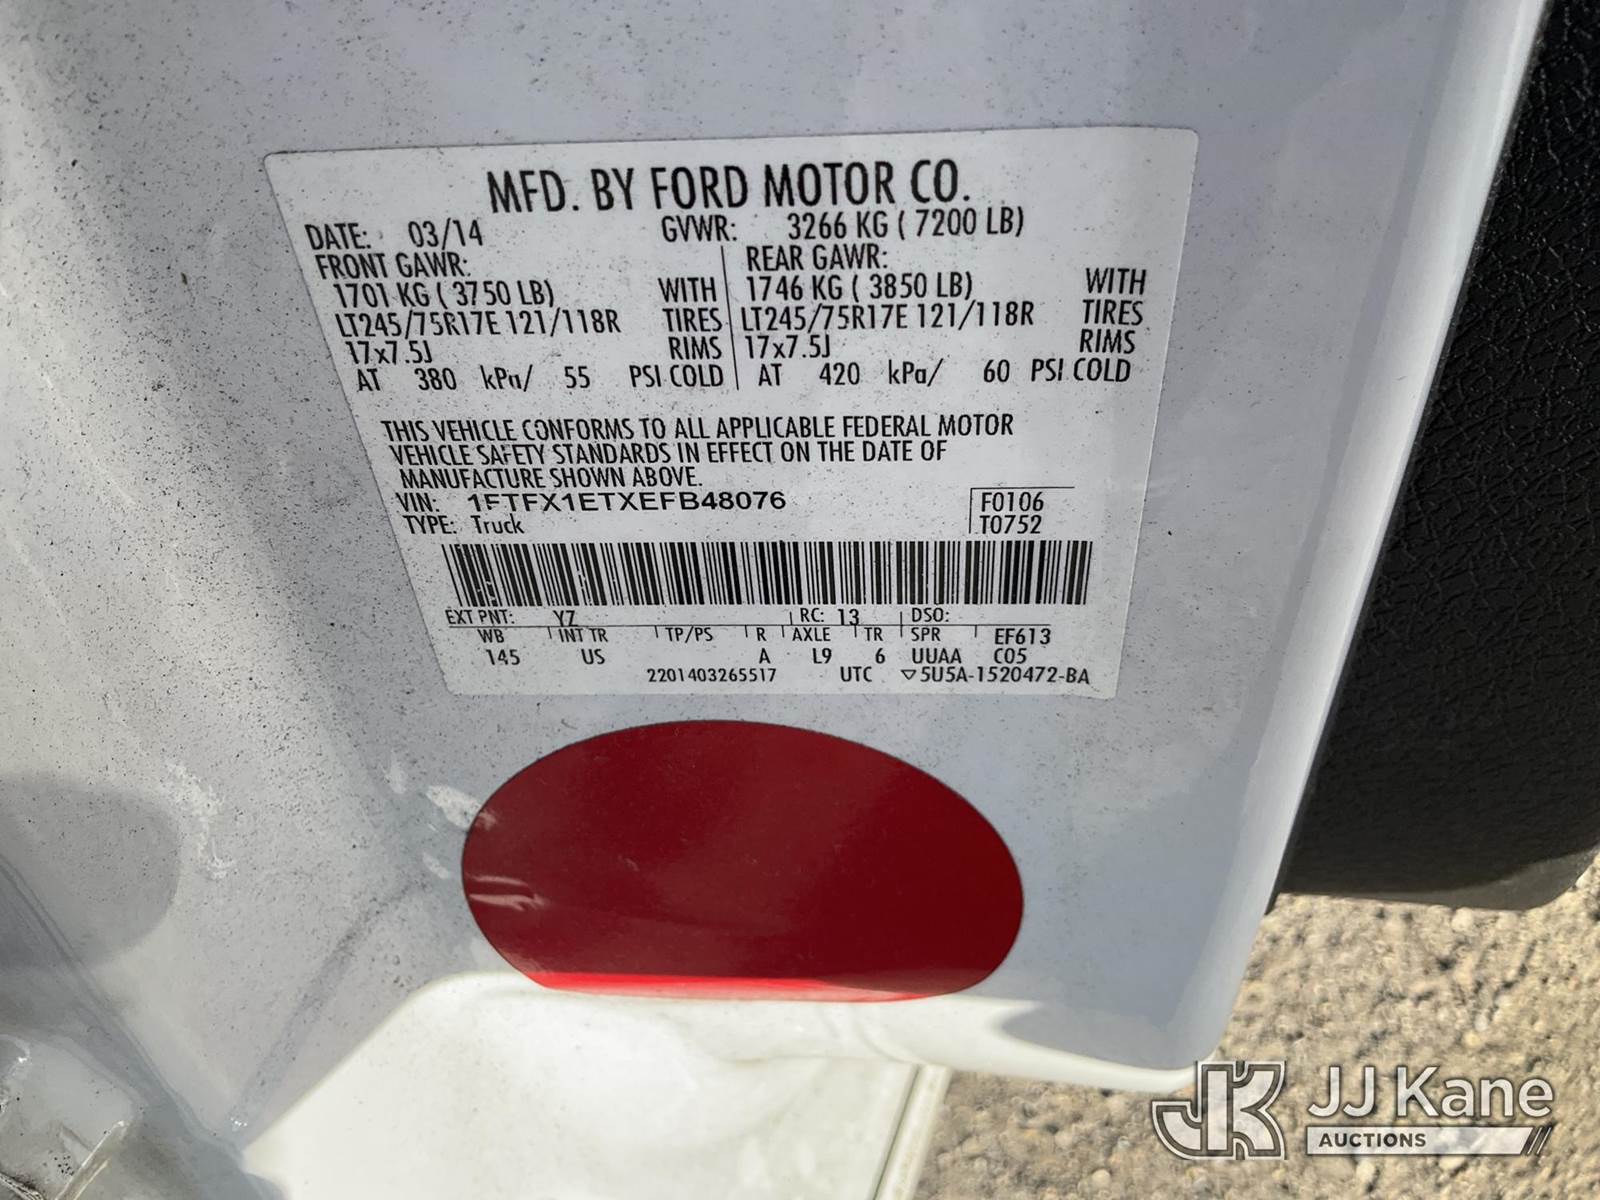 MFD. BY FORD MOTOR CO.
DATE: 03/14 GVWR: 3266 KG ( 7200 LB)
FRONT GAWR: REAR GAWR:
1701 KG ( 3750 LB) WITH 1746 KG ( 3850 LB) WITH
LT245/75R17E 121/118R TIRES LT245/75R17E 121/118R TIRES
17x7.5J RIMS 17x7.5J RIMS
AT 380 kPa/ 55 PSI COLD AT 420 kPa/ 60 PSI COLD
THIS VEHICLE CONFORMS TO ALL APPLICABLE FEDERAL MOTOR
VEHICLE SAFETY STANDARDS IN EFFECT ON THE DATE OF
MANUFACTURE SHOWN ABOVE.
VIN: 1FTFX1ETXEFB48076 F0106
TYPE: Truck T0752
EXT PNT: YZ RC: 13 DSO:
WB INT TR TP/PS R AXLE TR SPR EF613
145 US A L9 6 UUAA C05
2201403265517 UTC ▽5U5A-1520472-BA
JK JJ Kane
AUCTIONS